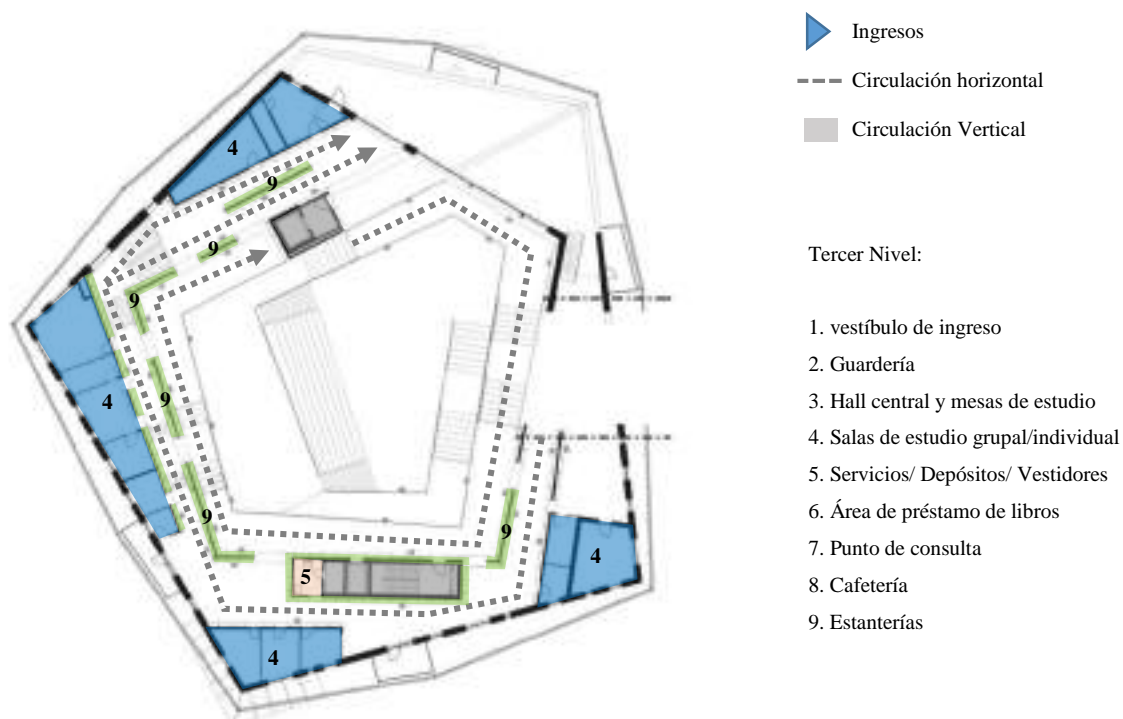 Ingresos
Circulación horizontal
Circulación Vertical
Tercer Nivel:
1. vestíbulo de ingreso
2. Guardería
3. Hall central y mesas de estudio
4. Salas de estudio grupal/individual
5. Servicios/ Depósitos/ Vestidores
6. Área de préstamo de libros
7. Punto de consulta
8. Cafetería
9. Estanterías
4
9
9
9
4
9
9
9
4
5
4